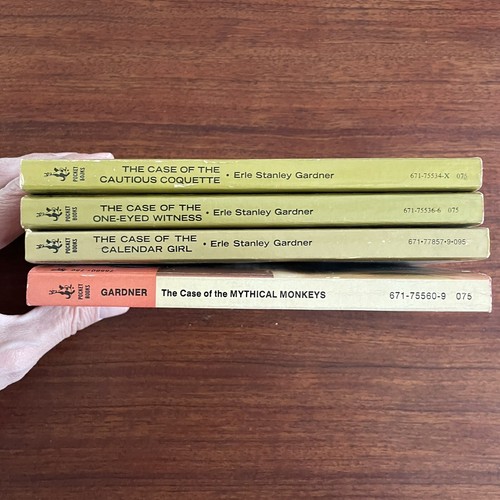 POCKET BOOKS
THE CASE OF THE
CAUTIOUS COQUETTE • Erle Stanley Gardner
671-75534-X 075
POCKET BOOKS
THE CASE OF THE
ONE-EYED WITNESS • Erle Stanley Gardner
671-75536-6 075
POCKET BOOKS
THE CASE OF THE
CALENDAR GIRL • Erle Stanley Gardner
671-77857-9-095
POCKET BOOKS
GARDNER The Case of the MYTHICAL MONKEYS 671-75560-9 075